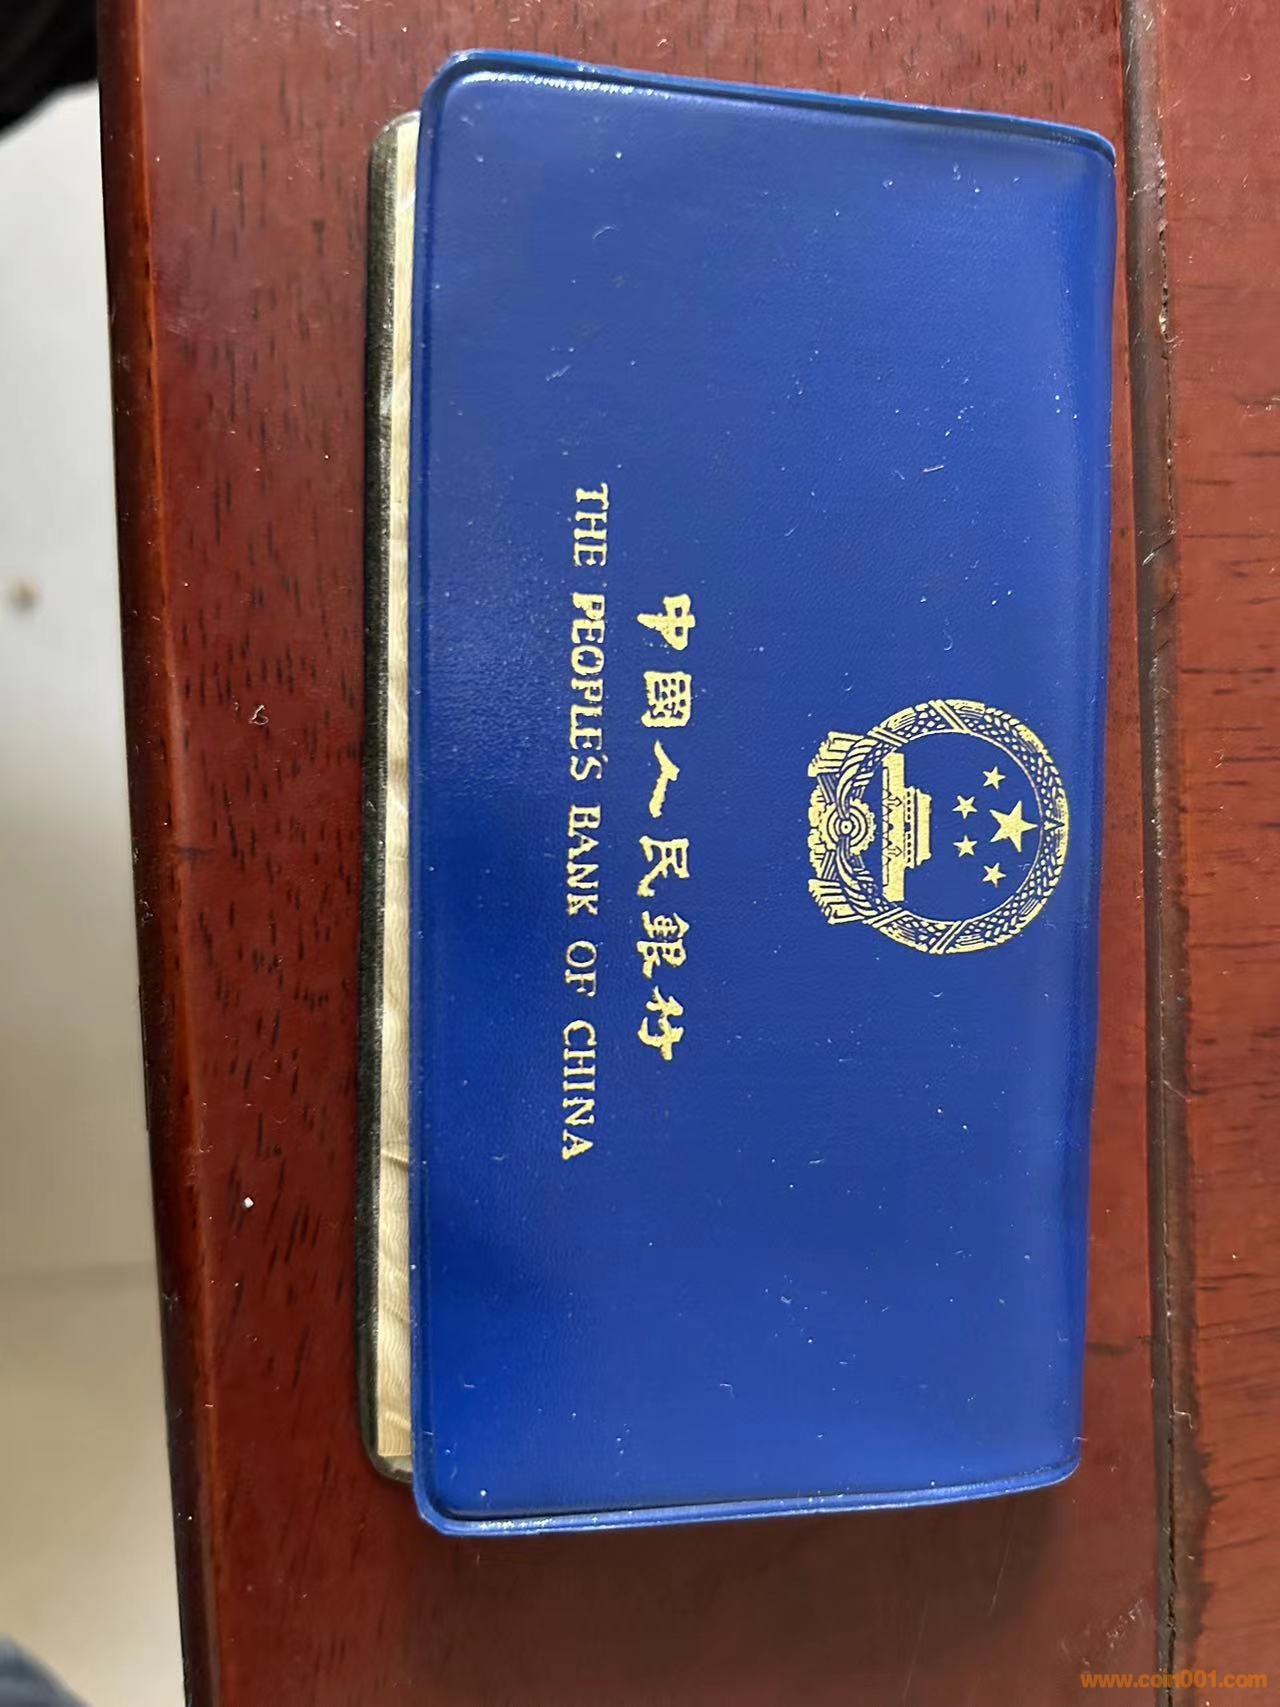 中國人民銀行
THE PEOPLE'S BANK OF CHINA
www.coin001.com